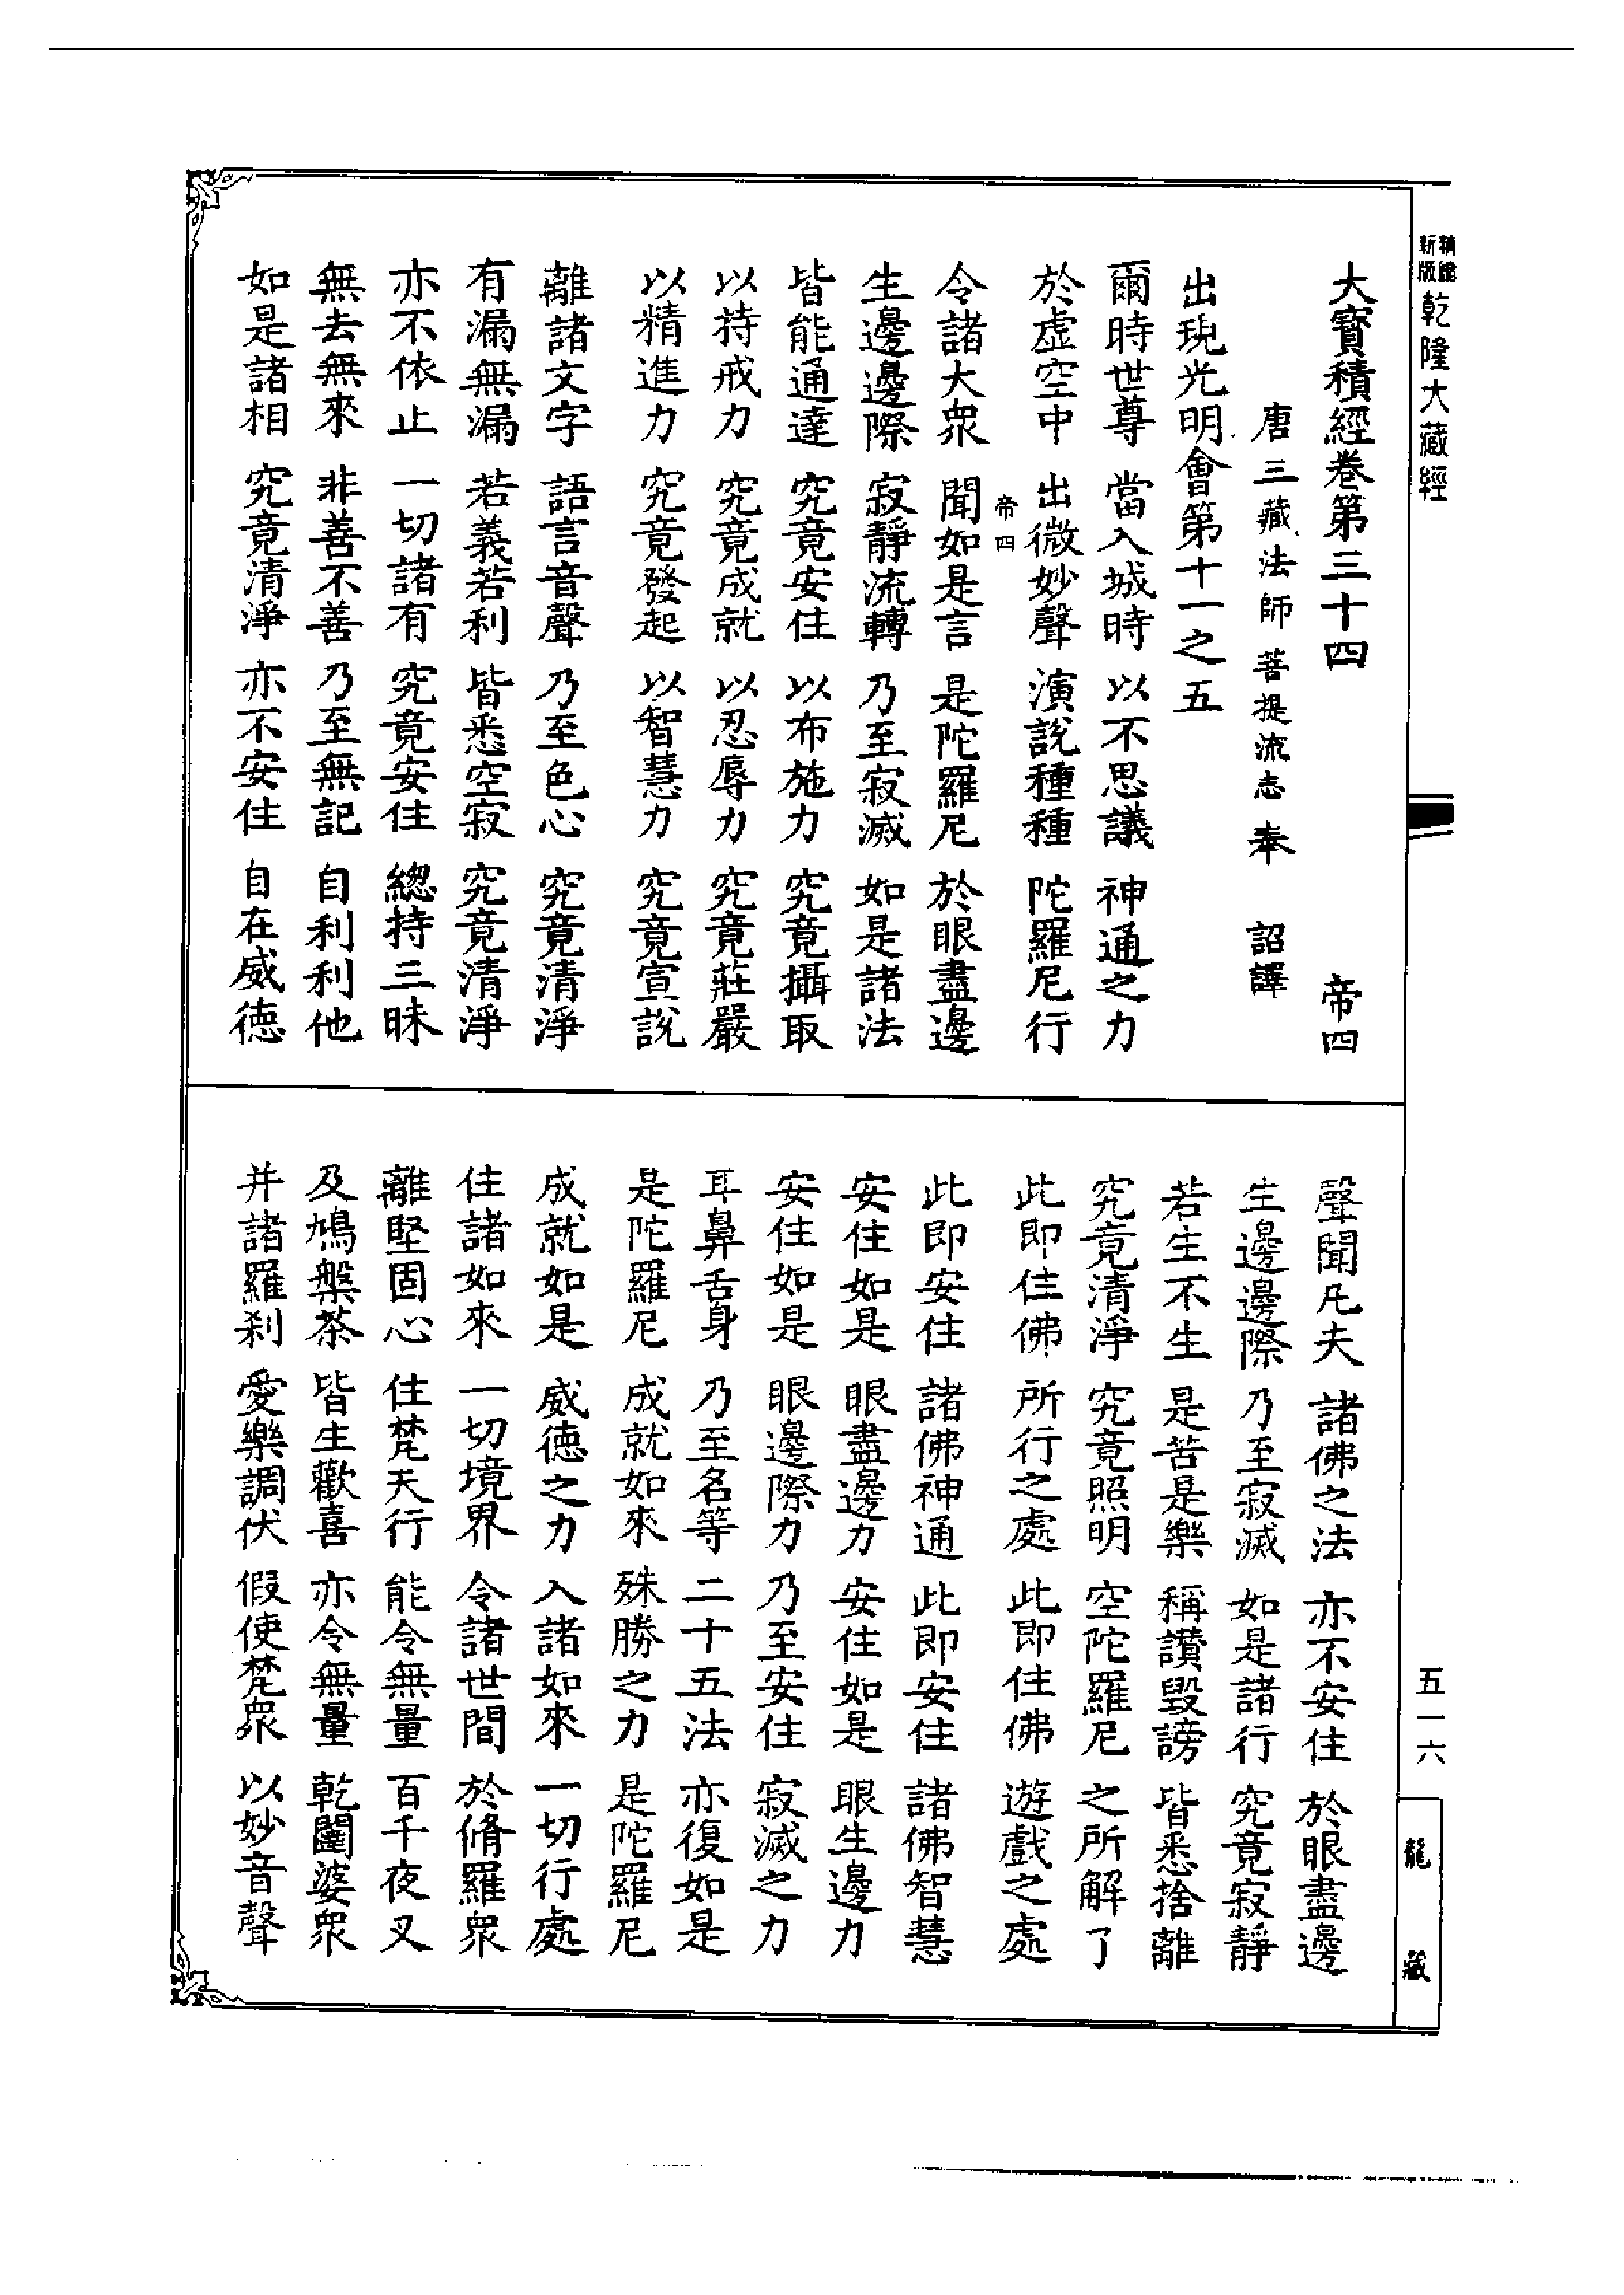 精缮新版乾隆大藏經
大寳積經卷第三十四 帝四
唐三藏法師菩提流志奉 詔譯
出現光明會第十一之五
爾時世尊 當入城時 以不思議 神通之力
於虛空中 出微妙聲 演說種種 陀羅尼行
帝四
令諸大衆 聞如是言 是陀羅尼 於眼盡邊
生邊邊際 寂靜流轉 乃至寂滅 如是諸法
皆能通達 究竟安住 以布施力 究竟攝取
以持戒力 究竟成就 以忍辱力 究竟莊嚴
以精進力 究竟發起 以智慧力 究竟宣說
離諸文字 語言音聲 乃至色心 究竟清淨
有漏無漏 若義若利 皆悉空寂 究竟清淨
亦不依止 一切諸有 究竟安住 總持三昧
無去無來 非善不善 乃至無記 自利利他
如是諸相 究竟清淨 亦不安住 自在威德
聲聞凡夫 諸佛之法 亦不安住 於眼盡邊
生邊邊際 乃至寂滅 如是諸行 究竟寂靜
若生不生 是苦是樂 稱讚毀謗 皆悉捨離
究竟清淨 究竟照明 空陀羅尼 之所解了
此即住佛 所行之處 此即住佛 遊戲之處
此即安住 諸佛神通 此即安住 諸佛智慧
安住如是 眼盡邊力 安住如是 眼生邊力
安住如是 眼邊際力 乃至安住 寂滅之力
耳鼻舌身 乃至名等 二十五法 亦復如是
是陀羅尼 成就如來 殊勝之力 是陀羅尼
成就如是 威德之力 入諸如來 一切行處
住諸如來 一切境界 令諸世間 於脩羅衆
離堅固心 住梵天行 能令無量 百千夜叉
及鳩槃茶 皆生歡喜 亦令無量 乾闥婆衆
并諸羅刹 愛樂調伏 假使梵衆 以妙音聲
五一六
龍藏